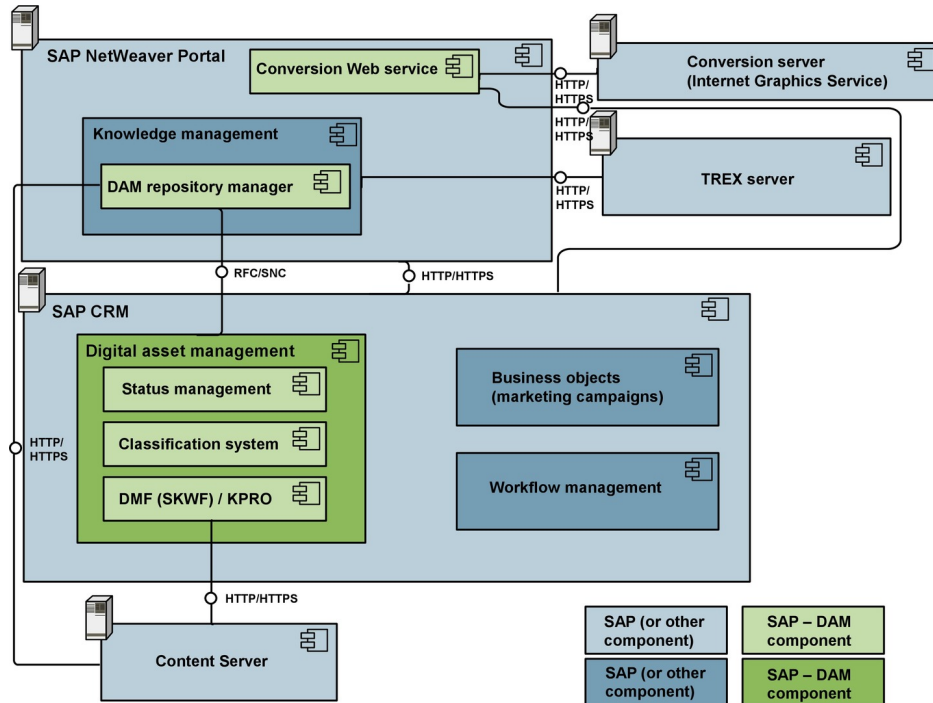 SAP NetWeaver Portal
Conversion Web service
HTTP/
HTTPS
Conversion server
(Internet Graphics Service)
HTTP/
HTTPS
Knowledge management
DAM repository manager
HTTP/
HTTPS
TREX server
RFC/SNC
HTTP/HTTPS
SAP CRM
Digital asset management
Status management
Classification system
DMF (SKWF) / KPRO
Business objects
(marketing campaigns)
Workflow management
HTTP/
HTTPS
HTTP/HTTPS
Content Server
SAP (or other
component)
SAP – DAM
component
SAP (or other
component)
SAP – DAM
component